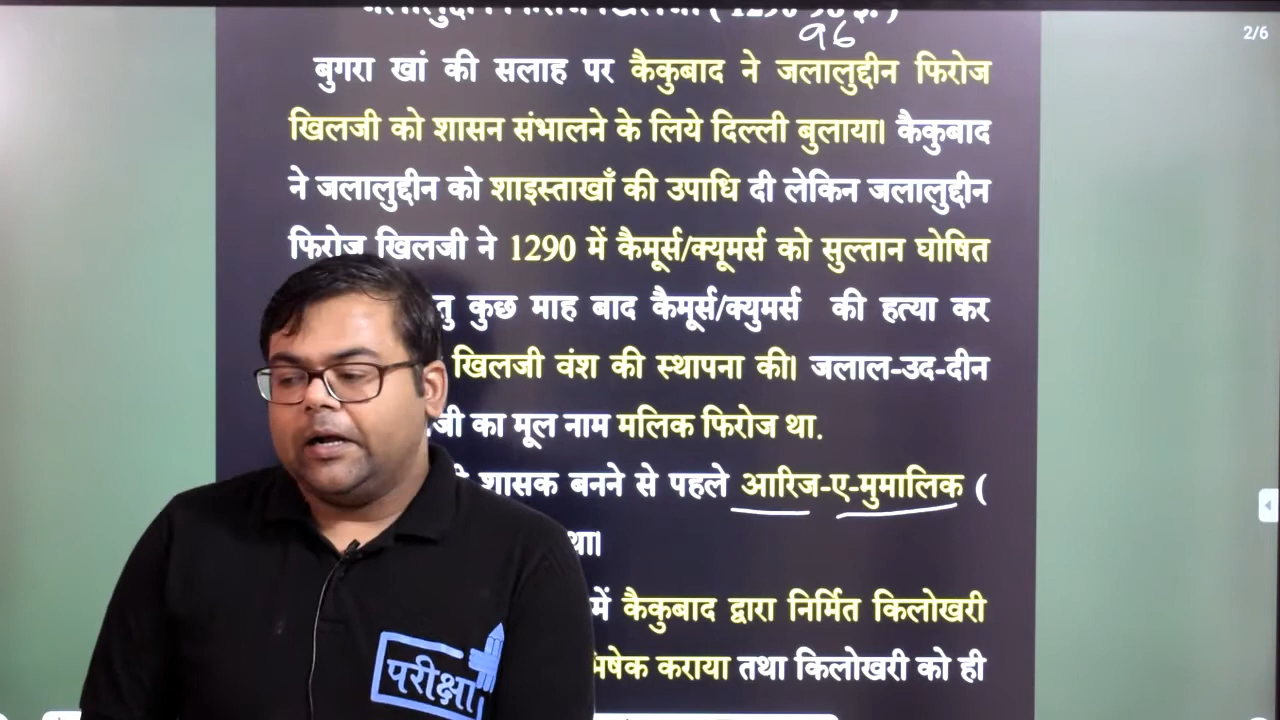 2/6
96
बुगरा खां की सलाह पर कैकुबाद ने जलालुद्दीन फिरोज
खिलजी को शासन संभालने के लिये दिल्ली बुलाया। कैकुबाद
ने जलालुद्दीन को शाइस्ताखाँ की उपाधि दी लेकिन जलालुद्दीन
फिरोज खिलजी ने 1290 में कैमूर्स/क्यूमर्स को सुल्तान घोषित
कुछ माह बाद कैमूर्स/क्युमर्स की हत्या कर
खिलजी वंश की स्थापना की। जलाल-उद-दीन
का मूल नाम मलिक फिरोज था.
शासक बनने से पहले आरिज-ए-मुमालिक (
था।
में कैकुबाद द्वारा निर्मित किलोखरी
कराया तथा किलोखरी को ही
परीक्षा